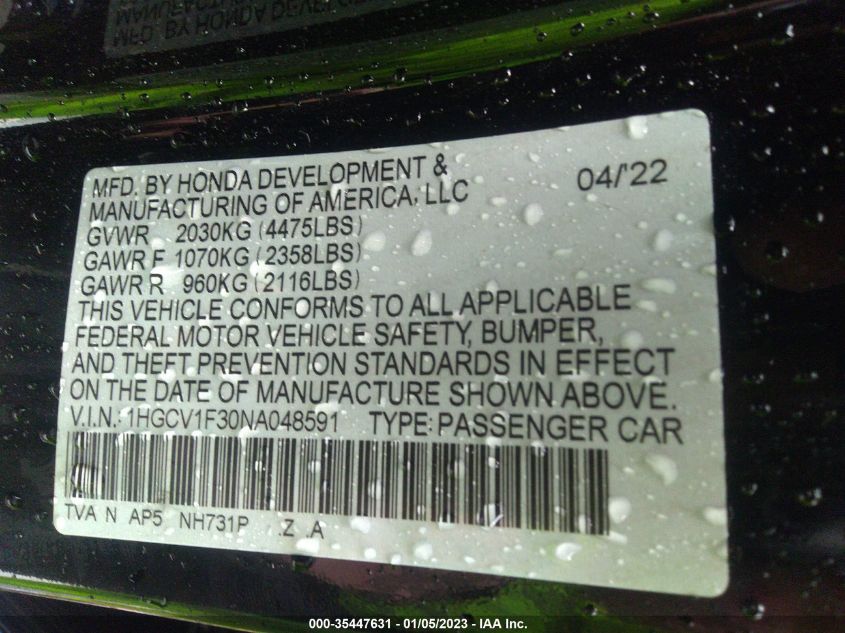 MFD. BY HONDA DEVELOPMENT & 04/'22
MANUFACTURING OF AMERICA, LLC
GVWR 2030KG (4475LBS)
GAWR F 1070KG (2358LBS)
GAWR R 960KG (2116LBS)
THIS VEHICLE CONFORMS TO ALL APPLICABLE
FEDERAL MOTOR VEHICLE SAFETY, BUMPER,
AND THEFT PREVENTION STANDARDS IN EFFECT
ON THE DATE OF MANUFACTURE SHOWN ABOVE.
V.I.N.: 1HGCV1F30NA048591 TYPE: PASSENGER CAR
TVA N AP5 NH731P .Z .A
000-35447631 - 01/05/2023 - IAA Inc.